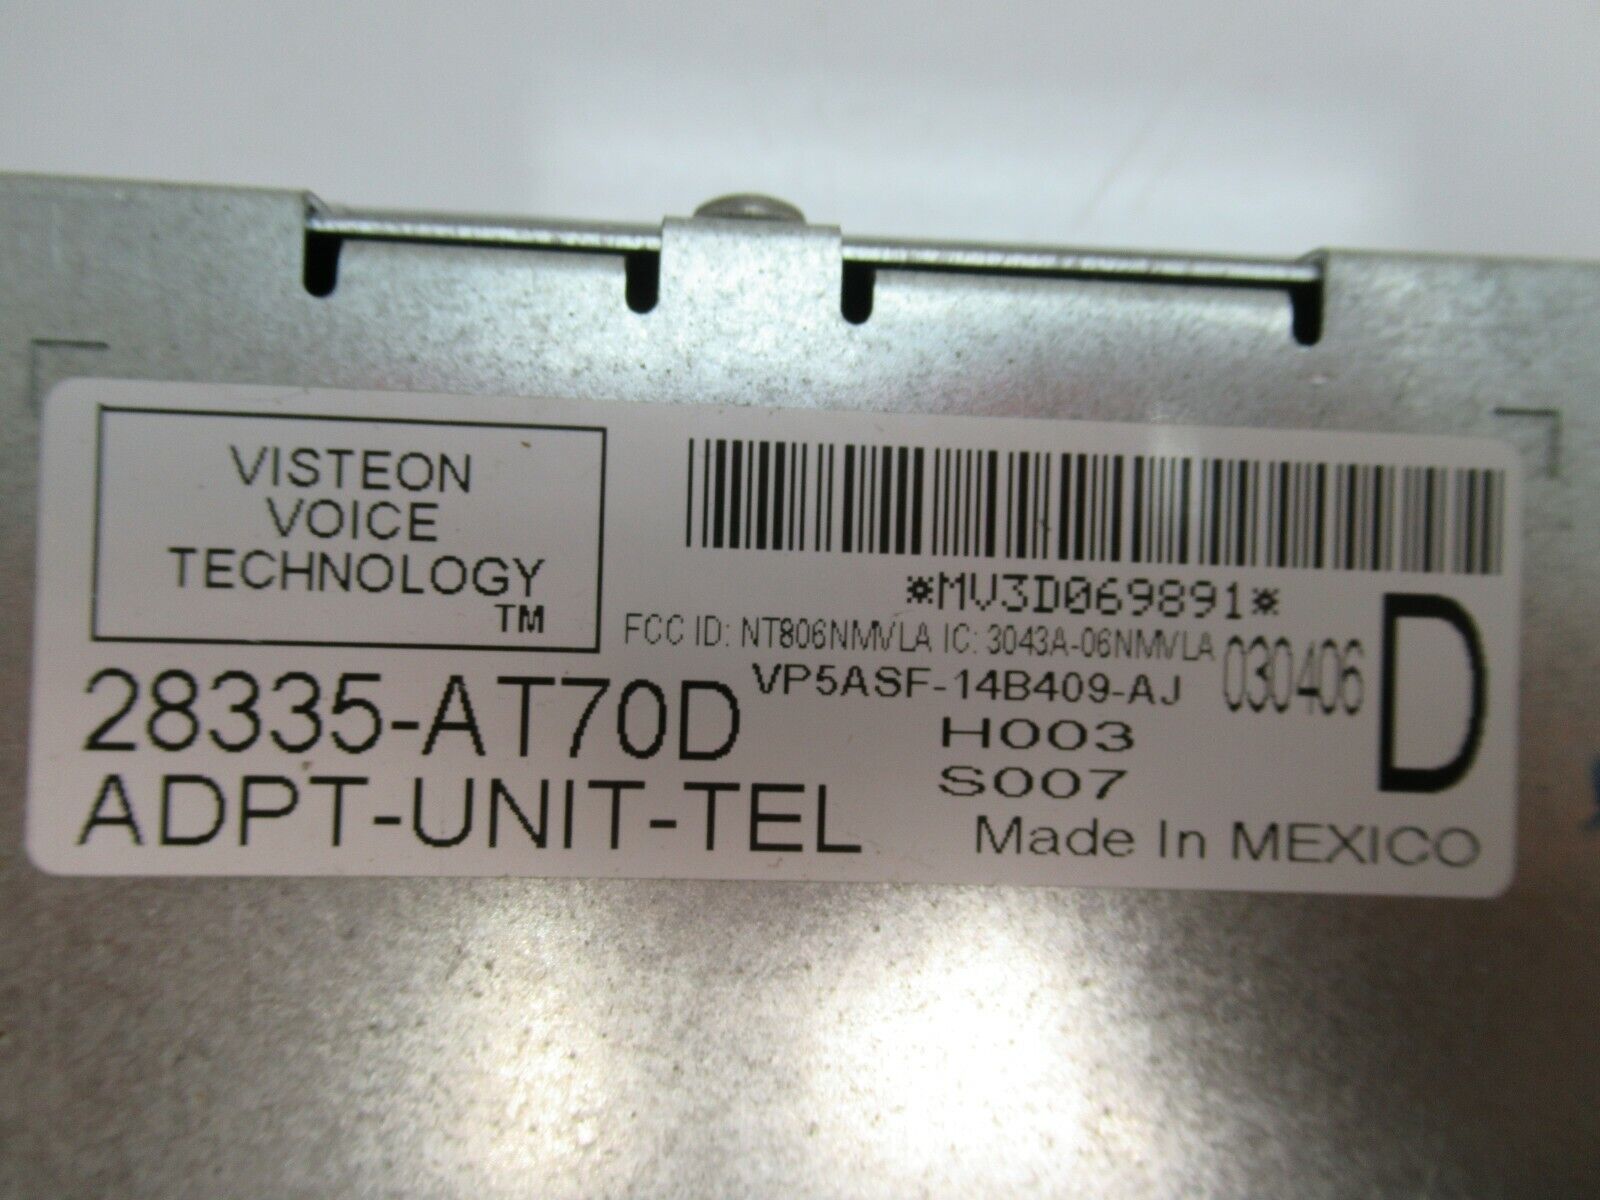 VISTEON
VOICE
TECHNOLOGY
TM
*MV3D069891*
FCC ID: NT806NMVLA IC: 3043A-06NMVLA
28335-AT70D
VP5ASF-14B409-AJ
030406
D
H003
S007
ADPT-UNIT-TEL
Made In MEXICO